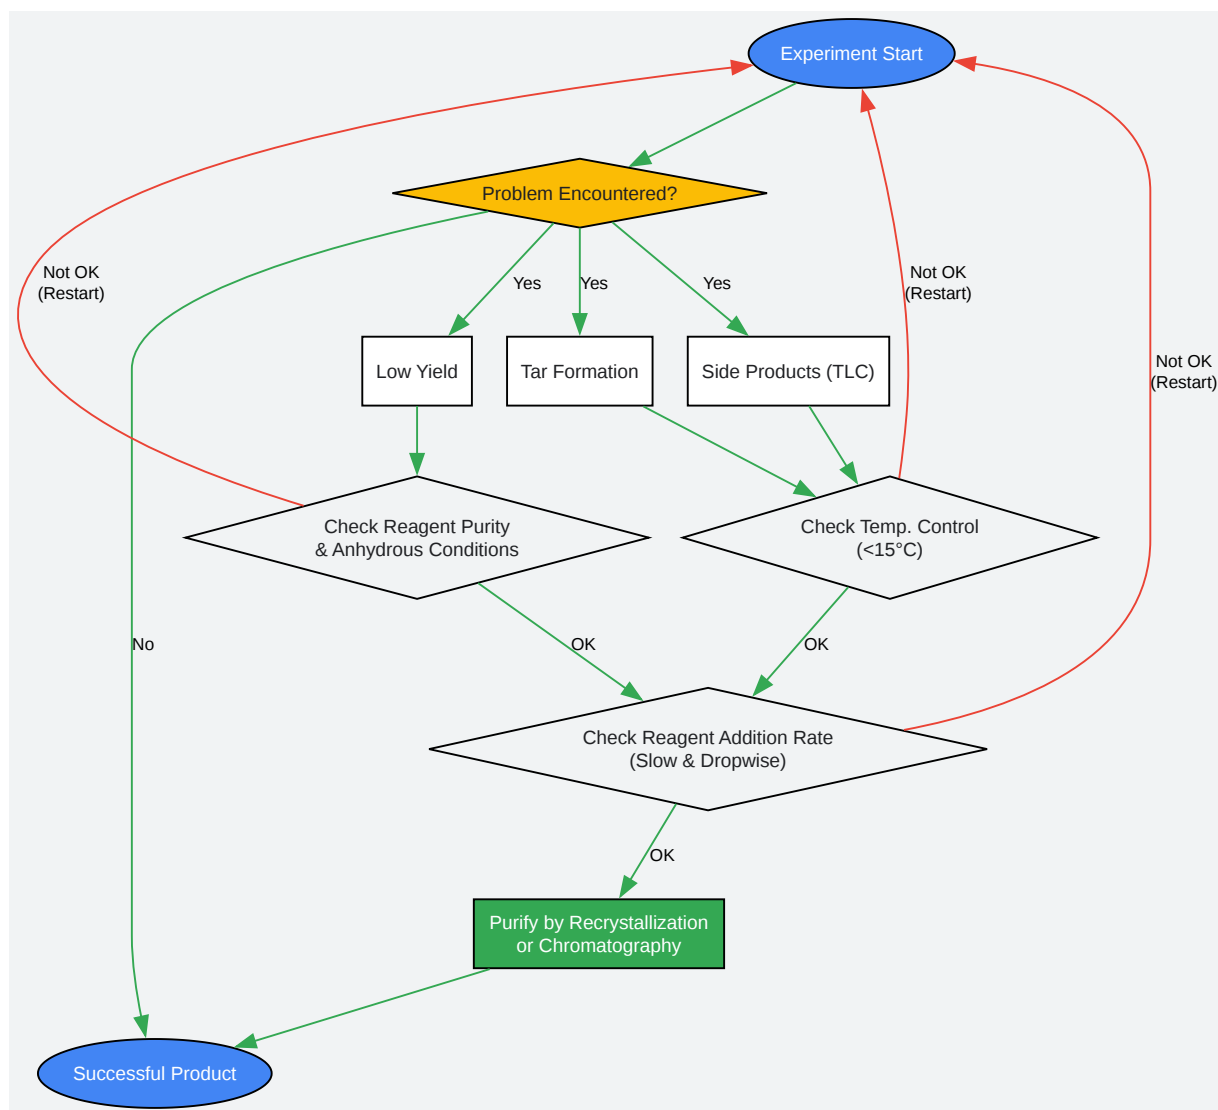 Experiment Start
Problem Encountered?
Not OK
(Restart)
Not OK
(Restart)
Yes
Yes
Yes
Not OK
(Restart)
Low Yield
Tar Formation
Side Products (TLC)
Check Reagent Purity
& Anhydrous Conditions
Check Temp. Control
(<15°C)
No
OK
OK
Check Reagent Addition Rate
(Slow & Dropwise)
OK
Purify by Recrystallization
or Chromatography
Successful Product